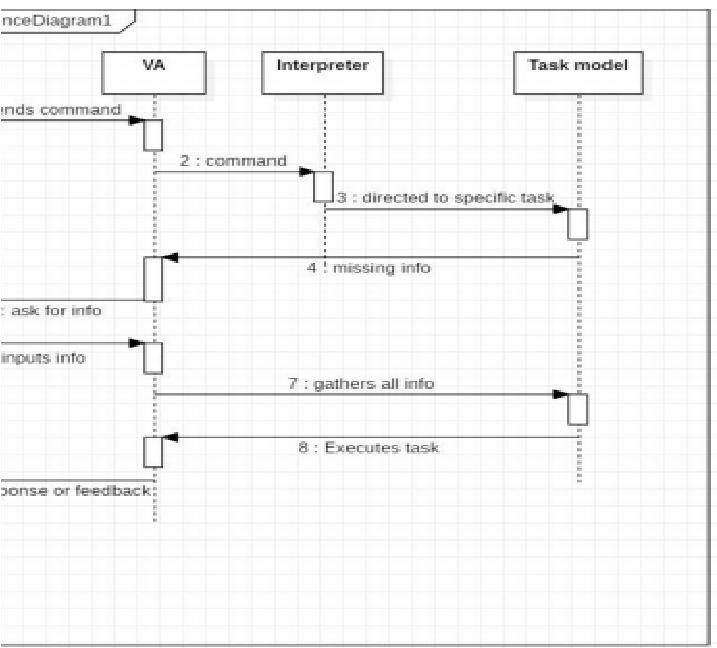 nceDiagram1
VA
Interpreter
Task model
ends command
2 : command
3 : directed to specific task
4 : missing info
: ask for info
inputs info
7 : gathers all info
8 : Executes task
ponse or feedback